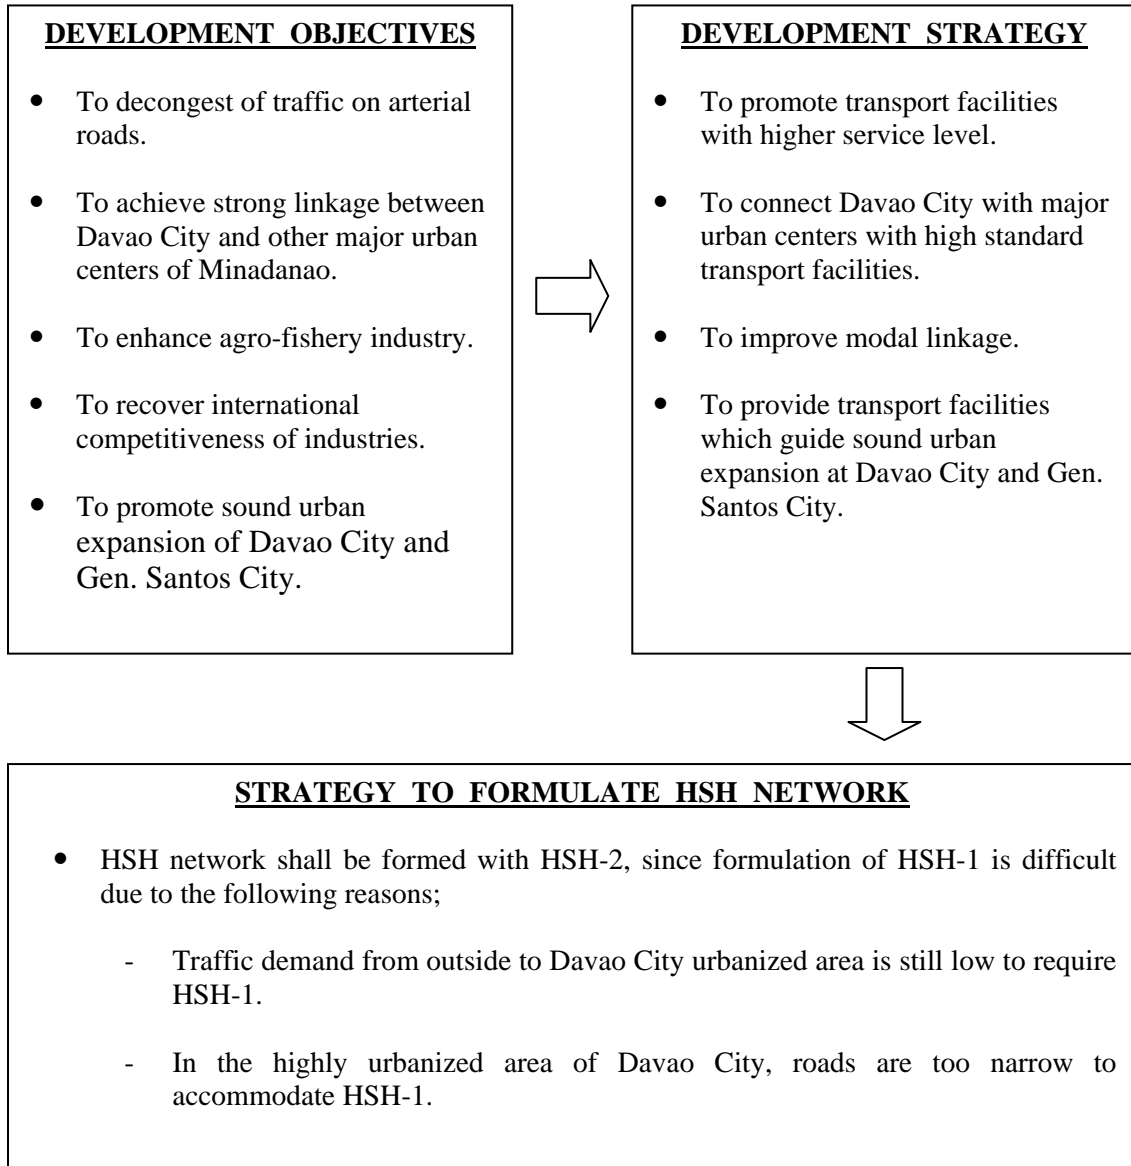 DEVELOPMENT OBJECTIVES
• To decongest of traffic on arterial
roads.
• To achieve strong linkage between
Davao City and other major urban
centers of Minadanao.
• To enhance agro-fishery industry.
• To recover international
competitiveness of industries.
• To promote sound urban
expansion of Davao City and
Gen. Santos City.
DEVELOPMENT STRATEGY
• To promote transport facilities
with higher service level.
• To connect Davao City with major
urban centers with high standard
transport facilities.
• To improve modal linkage.
• To provide transport facilities
which guide sound urban
expansion at Davao City and Gen.
Santos City.
STRATEGY TO FORMULATE HSH NETWORK
• HSH network shall be formed with HSH-2, since formulation of HSH-1 is difficult
due to the following reasons;
- Traffic demand from outside to Davao City urbanized area is still low to require
HSH-1.
- In the highly urbanized area of Davao City, roads are too narrow to
accommodate HSH-1.